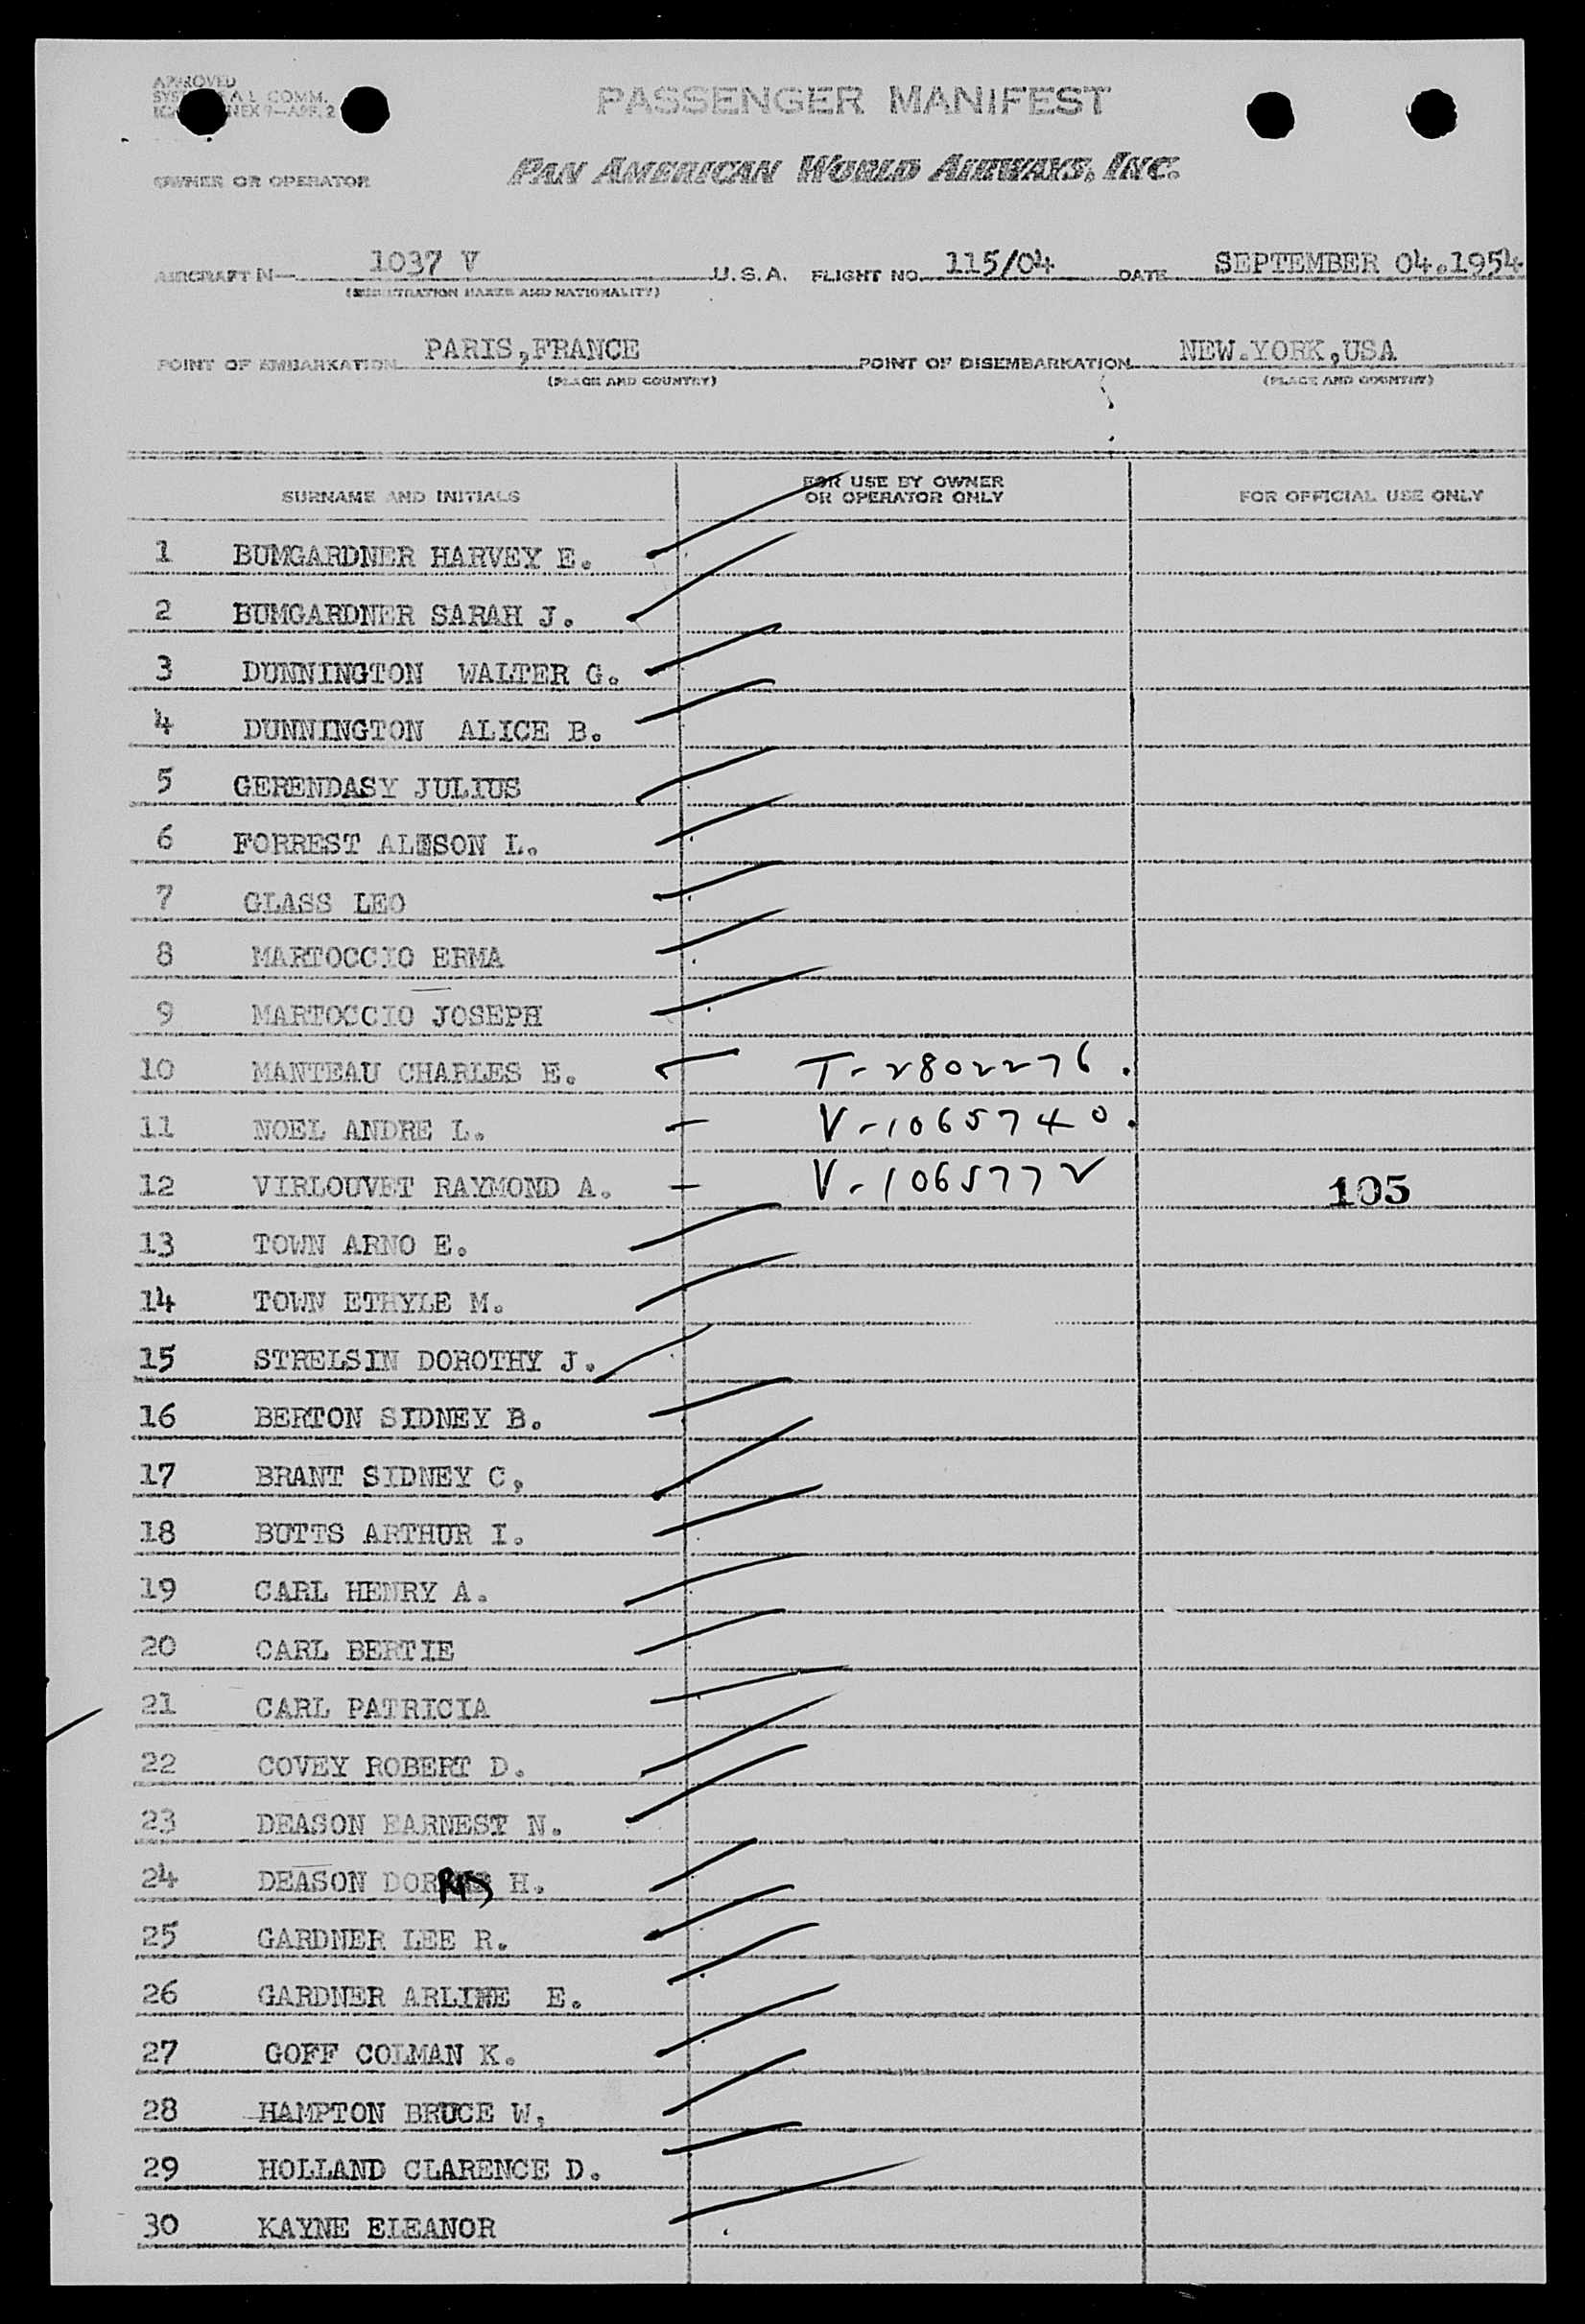 APPROVED
COMM.
OWNER OR OPERATOR
PASSENGER MANIFEST
PAN AMERICAN WORLD AIRWAYS, INC.
AIRCRAFT N— 1037 V U.S.A. FLIGHT NO. 115/04 DATE SEPTEMBER 04.1954
(REGISTRATION MARKS AND NATIONALITY)
POINT OF EMBARKATION PARIS,FRANCE POINT OF DISEMBARKATION NEW.YORK,USA
(PLACE AND COUNTRY) (PLACE AND COUNTRY)
SURNAME AND INITIALS FOR USE BY OWNER OR OPERATOR ONLY FOR OFFICIAL USE ONLY
1 BUMGARDNER HARVEY E.
2 BUMGARDNER SARAH J.
3 DUNNINGTON WALTER G.
4 DUNNINGTON ALICE B.
5 GERENDASY JULIUS
6 FORREST L.
7 GLASS LEO
8 MARTOCCIO ERMA
9 MARTOCCIO JOSEPH
10 MANTEAU CHARLES E. T-2802276.
11 NOEL ANDRE L. V-1065740.
12 VIRLOUVET RAYMOND A. V-1065772 105
13 TOWN ARNO E.
14 TOWN ETHYLE M.
15 STRELSIN DOROTHY J.
16 BERTON SIDNEY B.
17 BRANT SIDNEY C,
18 BUTTS ARTHUR I.
19 CARL HENRY A.
20 CARL BERTIE
21 CARL PATRICIA
22 COVEY ROBERT D.
23 DEASON EARNEST N.
24 DEASON DORRIS H.
25 GARDNER LEE R.
26 GARDNER ARLINE E.
27 GOFF COLMAN K.
28 HAMPTON BRUCE W,
29 HOLLAND CLARENCE D.
30 KAYNE ELEANOR